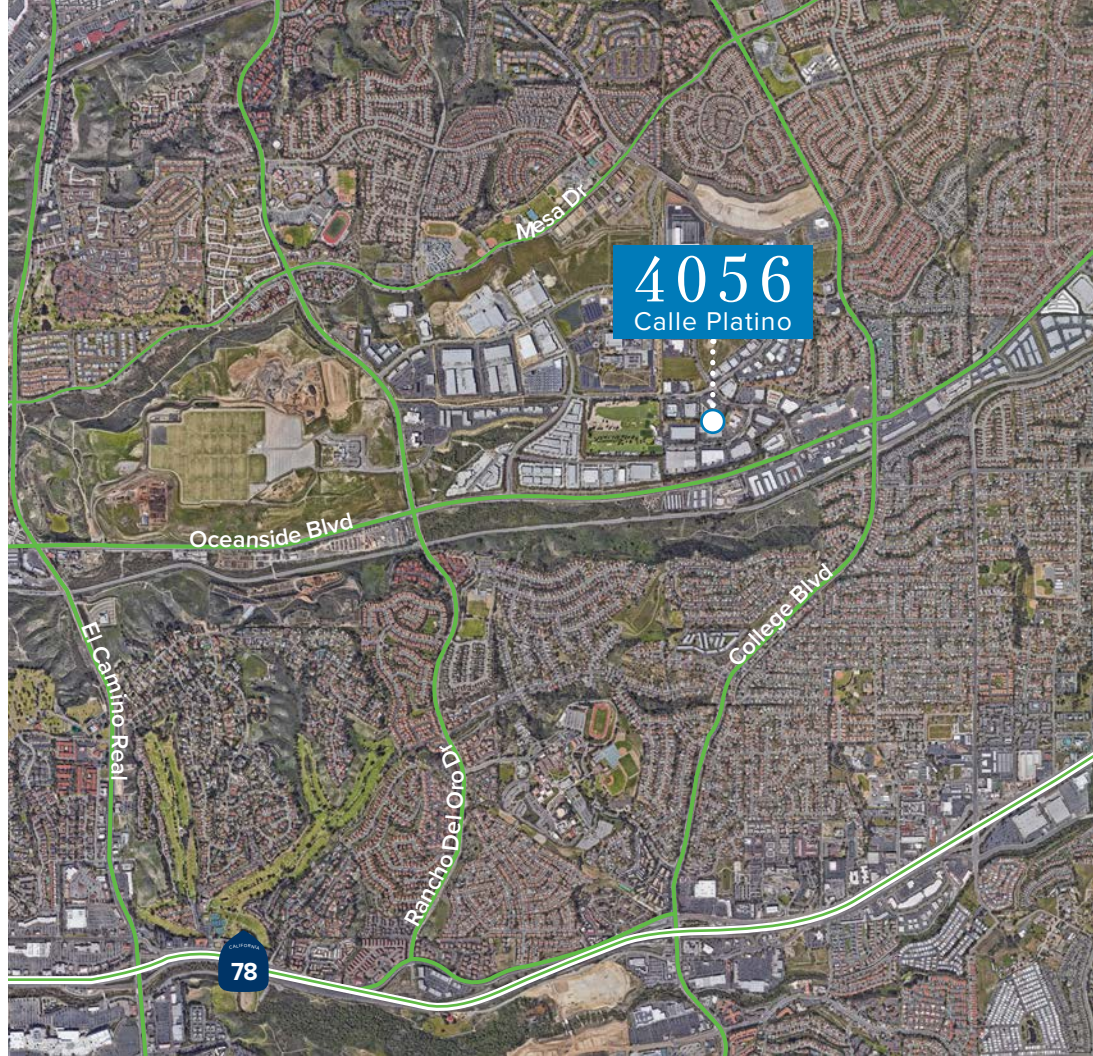 Mesa Dr
4056
Calle Platino
Oceanside Blvd
College Blvd
El Camino Real
Rancho Del Oro Dr
CALIFORNIA
78